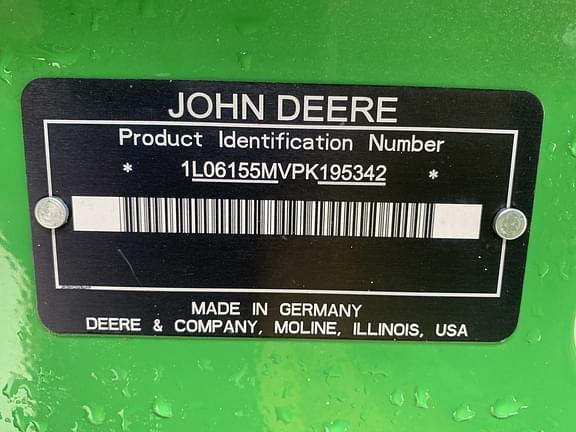 JOHN DEERE
Product Identification Number
* 1L06155MVPK195342 *
MADE IN GERMANY
DEERE & COMPANY, MOLINE, ILLINOIS, USA